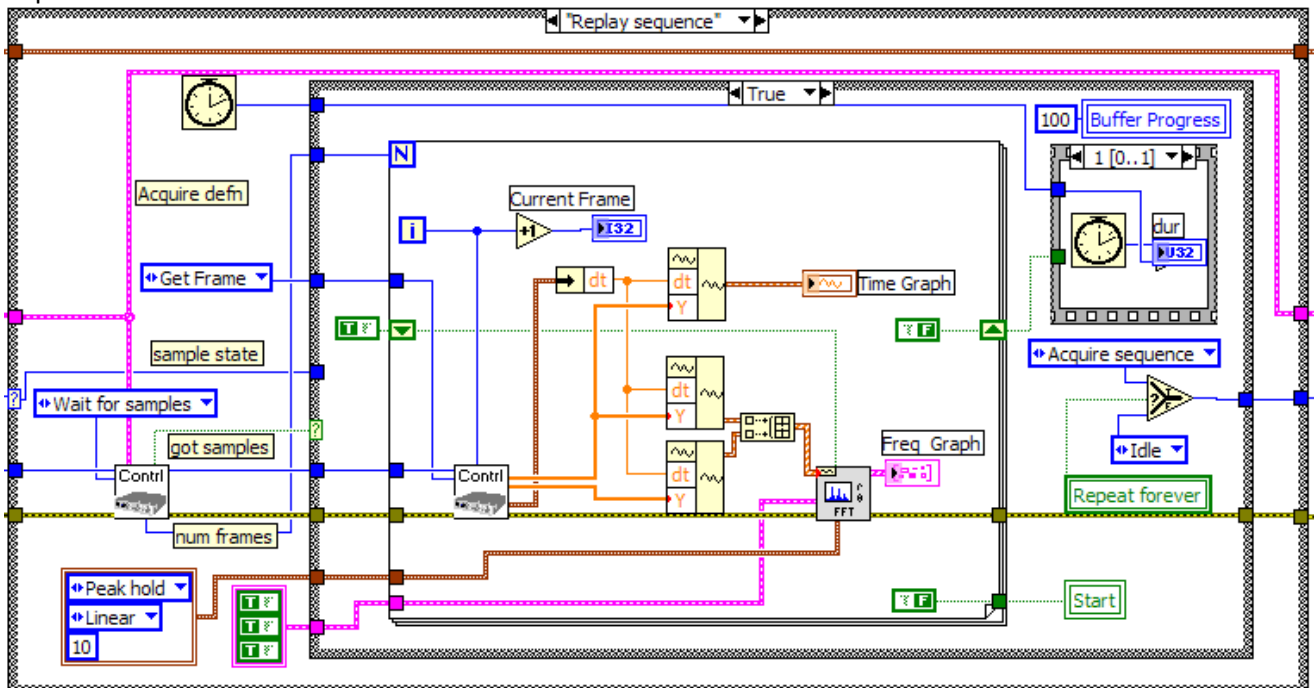 "Replay sequence"
True
100
Buffer Progress
N
1 [0..1]
Acquire defn
Current Frame
i
+1
I32
dt
dur
U32
Get Frame
dt
Time Graph
Y
T
F
sample state
Acquire sequence
?
Wait for samples
dt
?
T
F
Y
got samples
?
Freq Graph
Idle
Contrl
Contrl
dt
Repeat forever
Y
FFT
num frames
Peak hold
T
F
Start
Linear
T
10
T